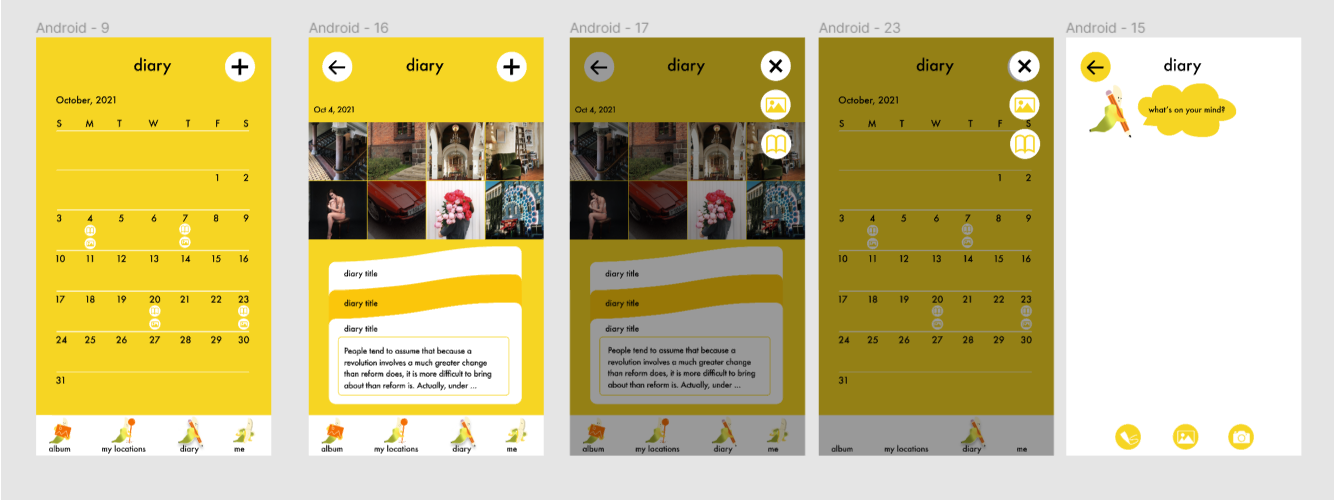 Android - 9
diary
October, 2021
S M T W T F S
1 2
3 4 5 6 7 8 9
10 11 12 13 14 15 16
17 18 19 20 21 22 23
24 25 26 27 28 29 30
31
album my locations diary me
Android - 16
diary
Oct 4, 2021
diary title
diary title
diary title
People tend to assume that because a
revolution involves a much greater change
than reform does, it is more difficult to bring
about than reform is. Actually, under ...
album my locations diary me
Android - 17
diary
Oct 4, 2021
diary title
diary title
diary title
People tend to assume that because a
revolution involves a much greater change
than reform does, it is more difficult to bring
about than reform is. Actually, under ...
album my locations diary me
Android - 23
diary
October, 2021
S M T W T F S
1 2
3 4 5 6 7 8 9
10 11 12 13 14 15 16
17 18 19 20 21 22 23
24 25 26 27 28 29 30
31
album my locations diary me
Android - 15
diary
what's on your mind?